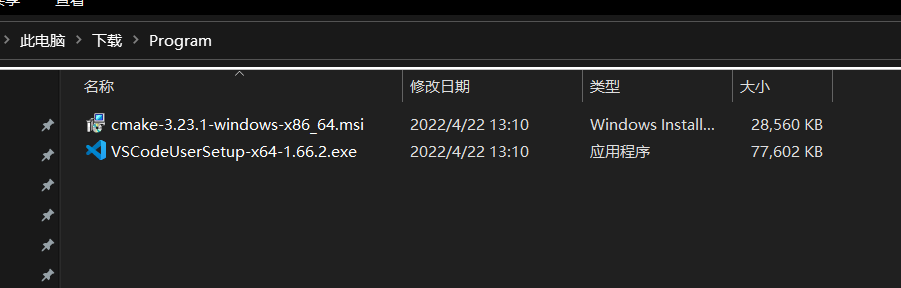 共享 查看
此电脑 下载 Program
名称 修改日期 类型 大小
cmake-3.23.1-windows-x86_64.msi 2022/4/22 13:10 Windows Install... 28,560 KB
VSCodeUserSetup-x64-1.66.2.exe 2022/4/22 13:10 应用程序 77,602 KB